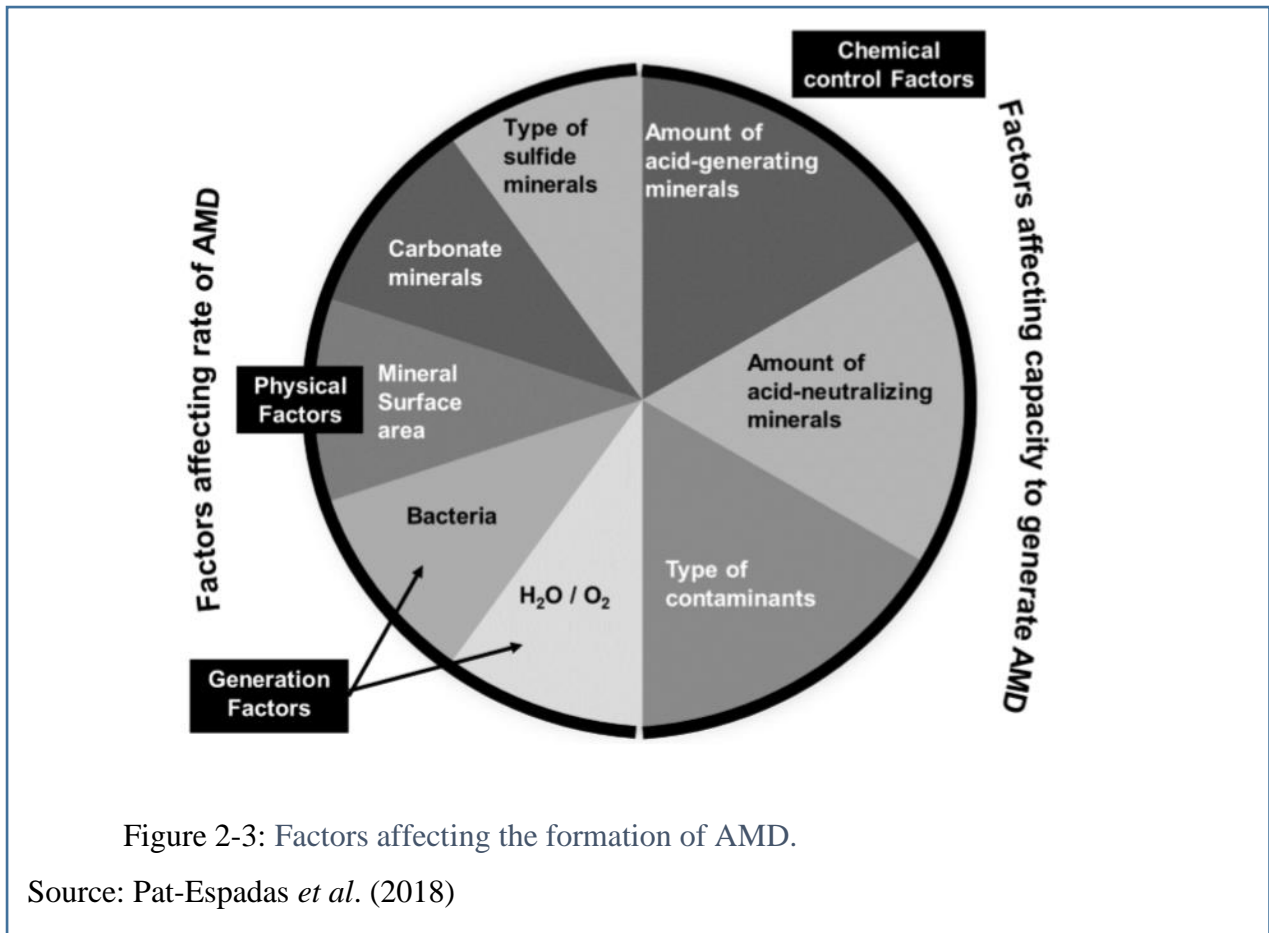 Chemical
control Factors
Factors affecting rate of AMD
Factors affecting capacity to generate AMD
Type of
sulfide
minerals
Amount of
acid-generating
minerals
Carbonate
minerals
Physical
Factors
Mineral
Surface
area
Amount of
acid-neutralizing
minerals
Bacteria
H₂O / O₂
Type of
contaminants
Generation
Factors
Figure 2-3: Factors affecting the formation of AMD.
Source: Pat-Espadas et al. (2018)